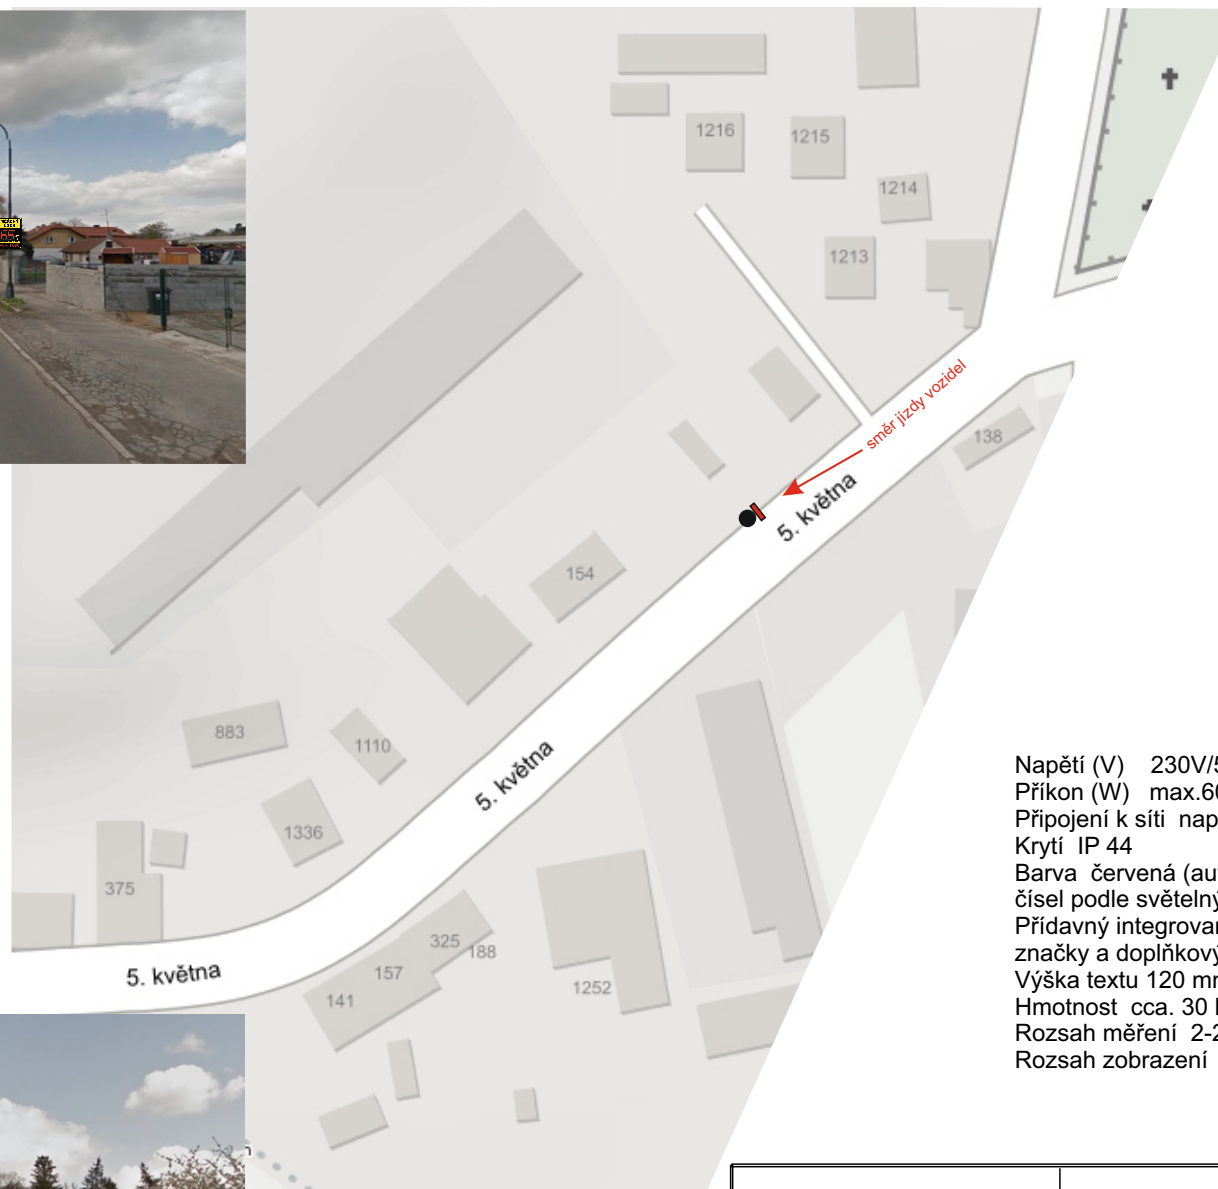 1216
1215
1214
1213
směr jízdy vozidel
138
5. května
154
883
1110
5. května
1336
375
325
188
157
141
1252
5. května
Napětí (V) 230V/5
Příkon (W) max.60
Připojení k síti nap
Krytí IP 44
Barva červená (au
čísel podle světelný
Přídavný integrovan
značky a doplňkový
Výška textu 120 mm
Hmotnost cca. 30
Rozsah měření 2-2
Rozsah zobrazení